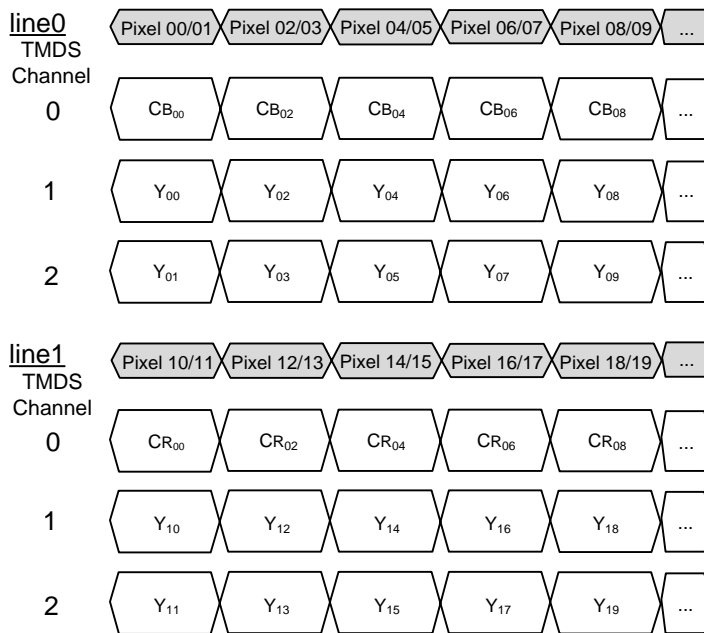 line0 Pixel 00/01 Pixel 02/03 Pixel 04/05 Pixel 06/07 Pixel 08/09 ...
TMDS
Channel
0 CB₀₀ CB₀₂ CB₀₄ CB₀₆ CB₀₈ ...
1 Y₀₀ Y₀₂ Y₀₄ Y₀₆ Y₀₈ ...
2 Y₀₁ Y₀₃ Y₀₅ Y₀₇ Y₀₉ ...
line1 Pixel 10/11 Pixel 12/13 Pixel 14/15 Pixel 16/17 Pixel 18/19 ...
TMDS
Channel
0 CR₀₀ CR₀₂ CR₀₄ CR₀₆ CR₀₈ ...
1 Y₁₀ Y₁₂ Y₁₄ Y₁₆ Y₁₈ ...
2 Y₁₁ Y₁₃ Y₁₅ Y₁₇ Y₁₉ ...